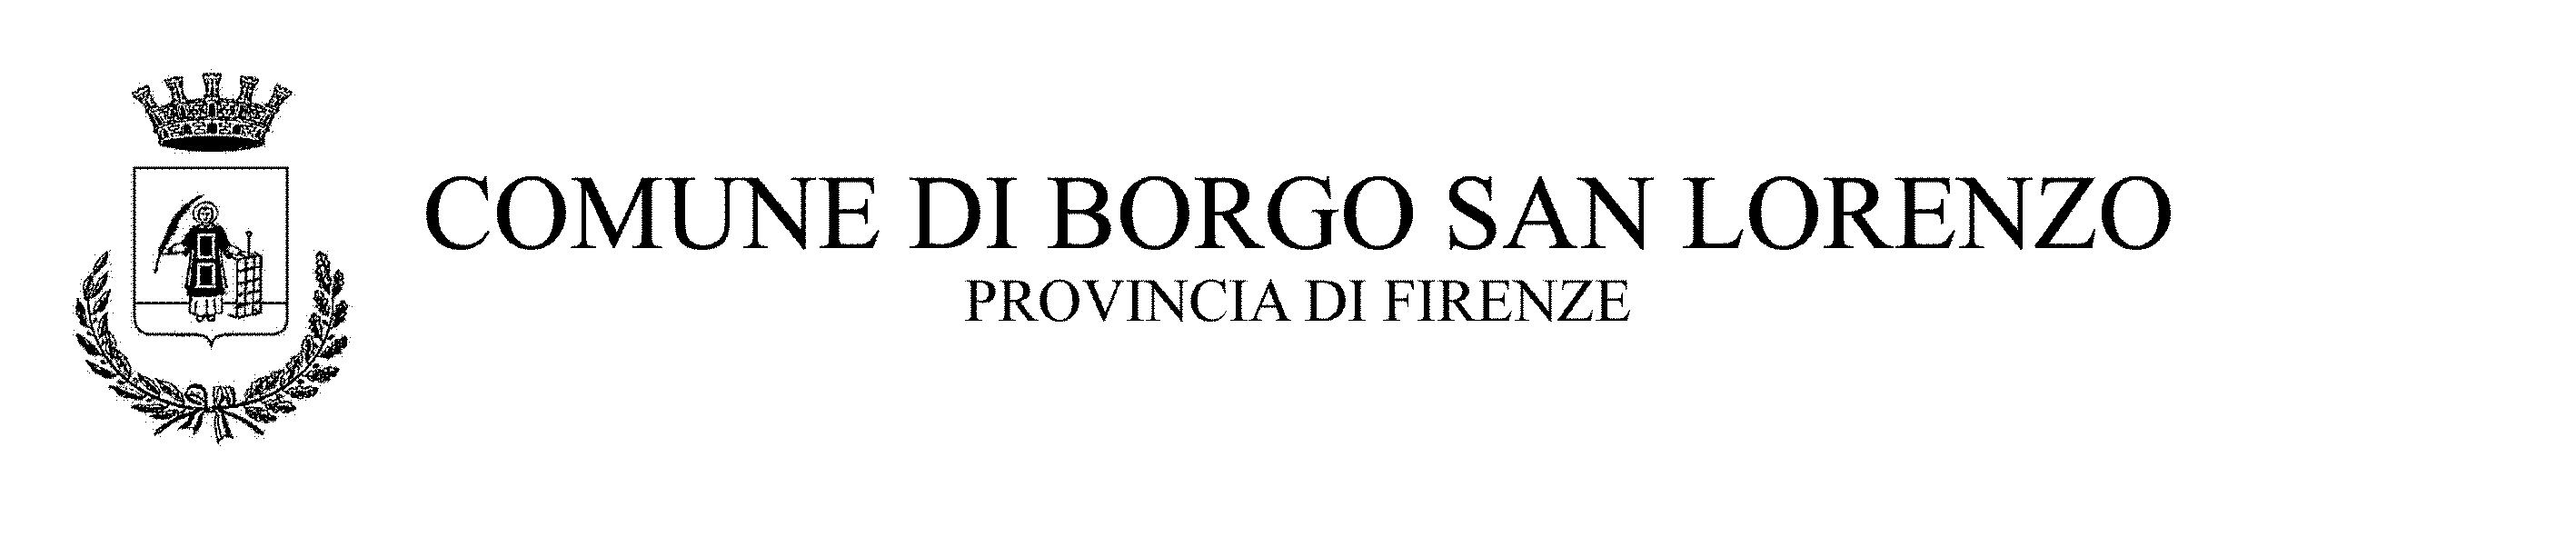 COMUNE DI BORGO SAN LORENZO
PROVINCIA DI FIRENZE